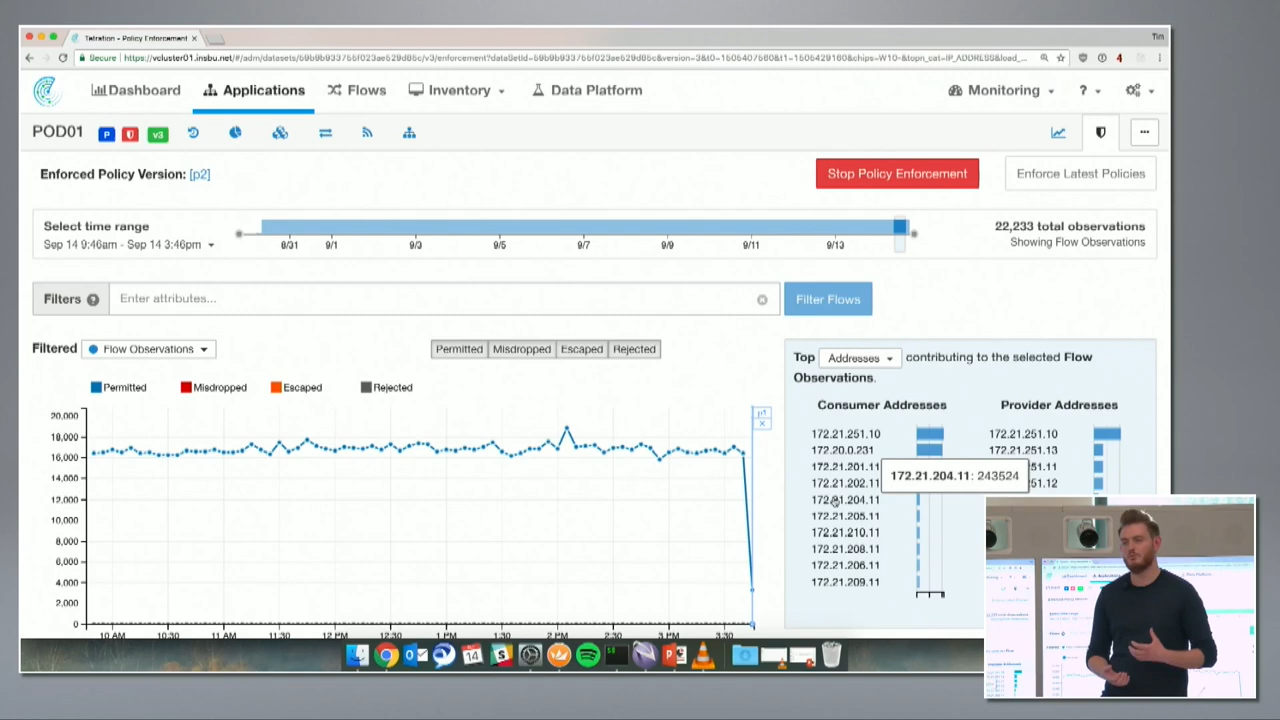 Tetration - Policy Enforcement
Tim
Secure
Dashboard Applications Flows Inventory Data Platform Monitoring ?
POD01 P v3
Enforced Policy Version: [p2]
Stop Policy Enforcement
Enforce Latest Policies
Select time range
Sep 14 9:46am - Sep 14 3:46pm
8/31 9/1 9/3 9/5 9/7 9/9 9/11 9/13
22,233 total observations
Showing Flow Observations
Filters ?
Enter attributes...
Filter Flows
Filtered Flow Observations
Permitted Misdropped Escaped Rejected
Permitted Misdropped Escaped Rejected
20,000
18,000
16,000
14,000
12,000
10,000
8,000
6,000
4,000
2,000
0
10 AM 10:30 11 AM 11:30 12 PM 12:30 1 PM 1:30 2 PM 2:30 3 PM 3:30
p1
Top Addresses contributing to the selected Flow
Observations.
Consumer Addresses Provider Addresses
172.21.251.10 172.21.251.10
172.20.0.231 172.21.251.13
172.21.201.11
172.21.202.11
172.21.204.11: 243524
172.21.204.11
172.21.205.11
172.21.210.11
172.21.208.11
172.21.206.11
172.21.209.11
14